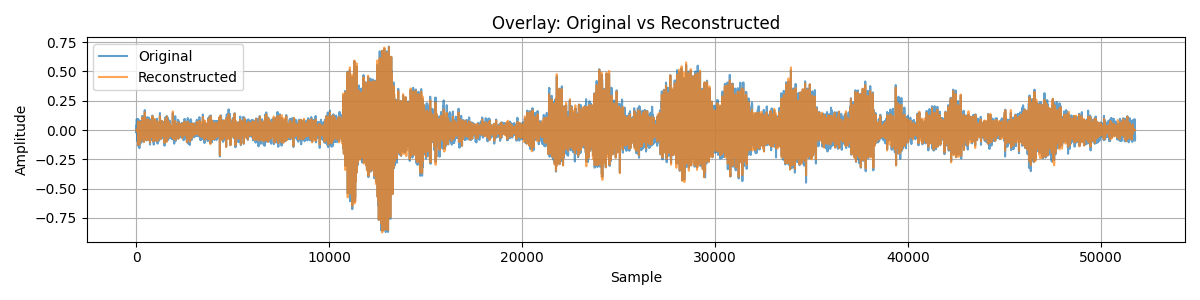 Overlay: Original vs Reconstructed
Original
Reconstructed
Amplitude
0.75
0.50
0.25
0.00
−0.25
−0.50
−0.75
0
10000
20000
30000
40000
50000
Sample